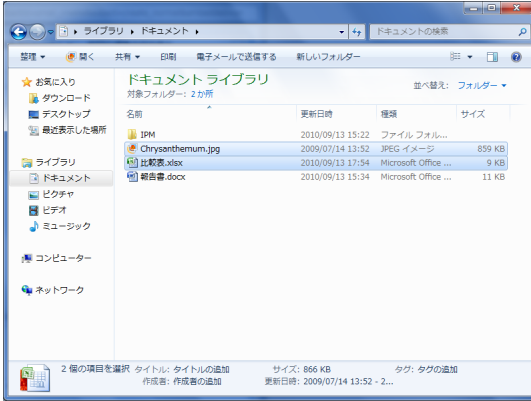 ライブラリ ▸ ドキュメント ▸
ドキュメントの検索
整理 ▼ 開く 共有 ▼ 印刷 電子メールで送信する 新しいフォルダー
お気に入り
ダウンロード
デスクトップ
最近表示した場所
ライブラリ
ドキュメント
ピクチャ
ビデオ
ミュージック
コンピューター
ネットワーク
ドキュメント ライブラリ
対象フォルダー: 2 か所
並べ替え: フォルダー ▼
名前 更新日時 種類 サイズ
IPM 2010/09/13 15:22 ファイル フォル...
Chrysanthemum.jpg 2009/07/14 13:52 JPEG イメージ 859 KB
比較表.xlsx 2010/09/13 17:54 Microsoft Office ... 9 KB
報告書.docx 2010/09/13 15:34 Microsoft Office ... 11 KB
2 個の項目を選択 タイトル: タイトルの追加 サイズ: 866 KB タグ: タグの追加
作成者: 作成者の追加 更新日時: 2009/07/14 13:52 - 2...